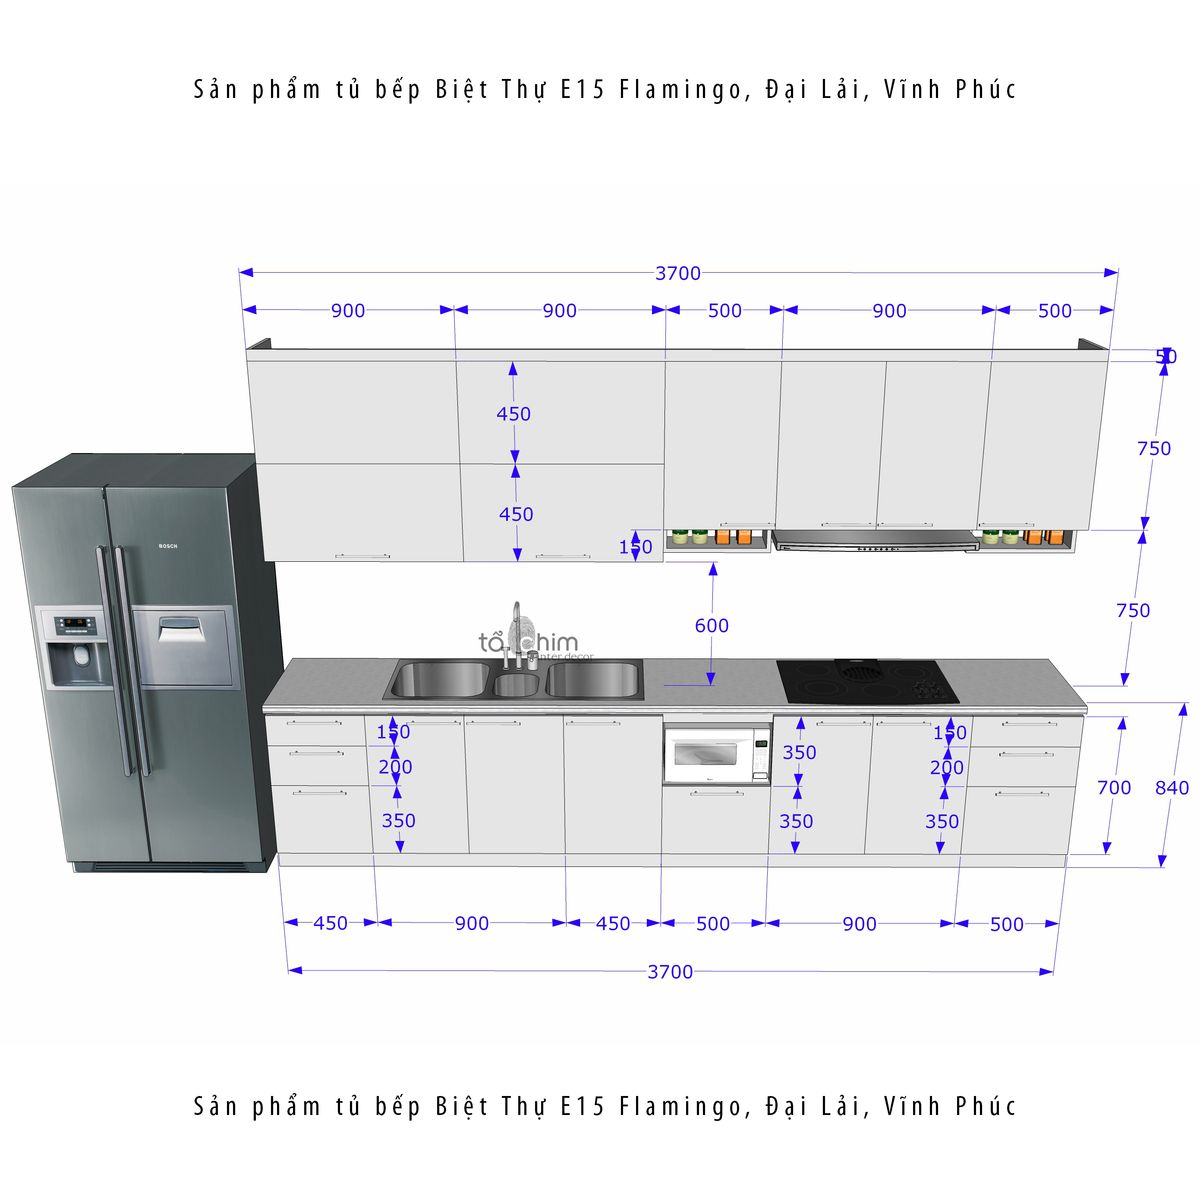 Sản phẩm tủ bếp Biệt Thự E15 Flamingo, Đại Lải, Vĩnh Phúc
3700
900 900 500 900 500
50
450
750
450
150
BOSCH
750
600
tổ chim
inter decor
150 150
350
200 200
700 840
350 350 350
450 900 450 500 900 500
3700
Sản phẩm tủ bếp Biệt Thự E15 Flamingo, Đại Lải, Vĩnh Phúc